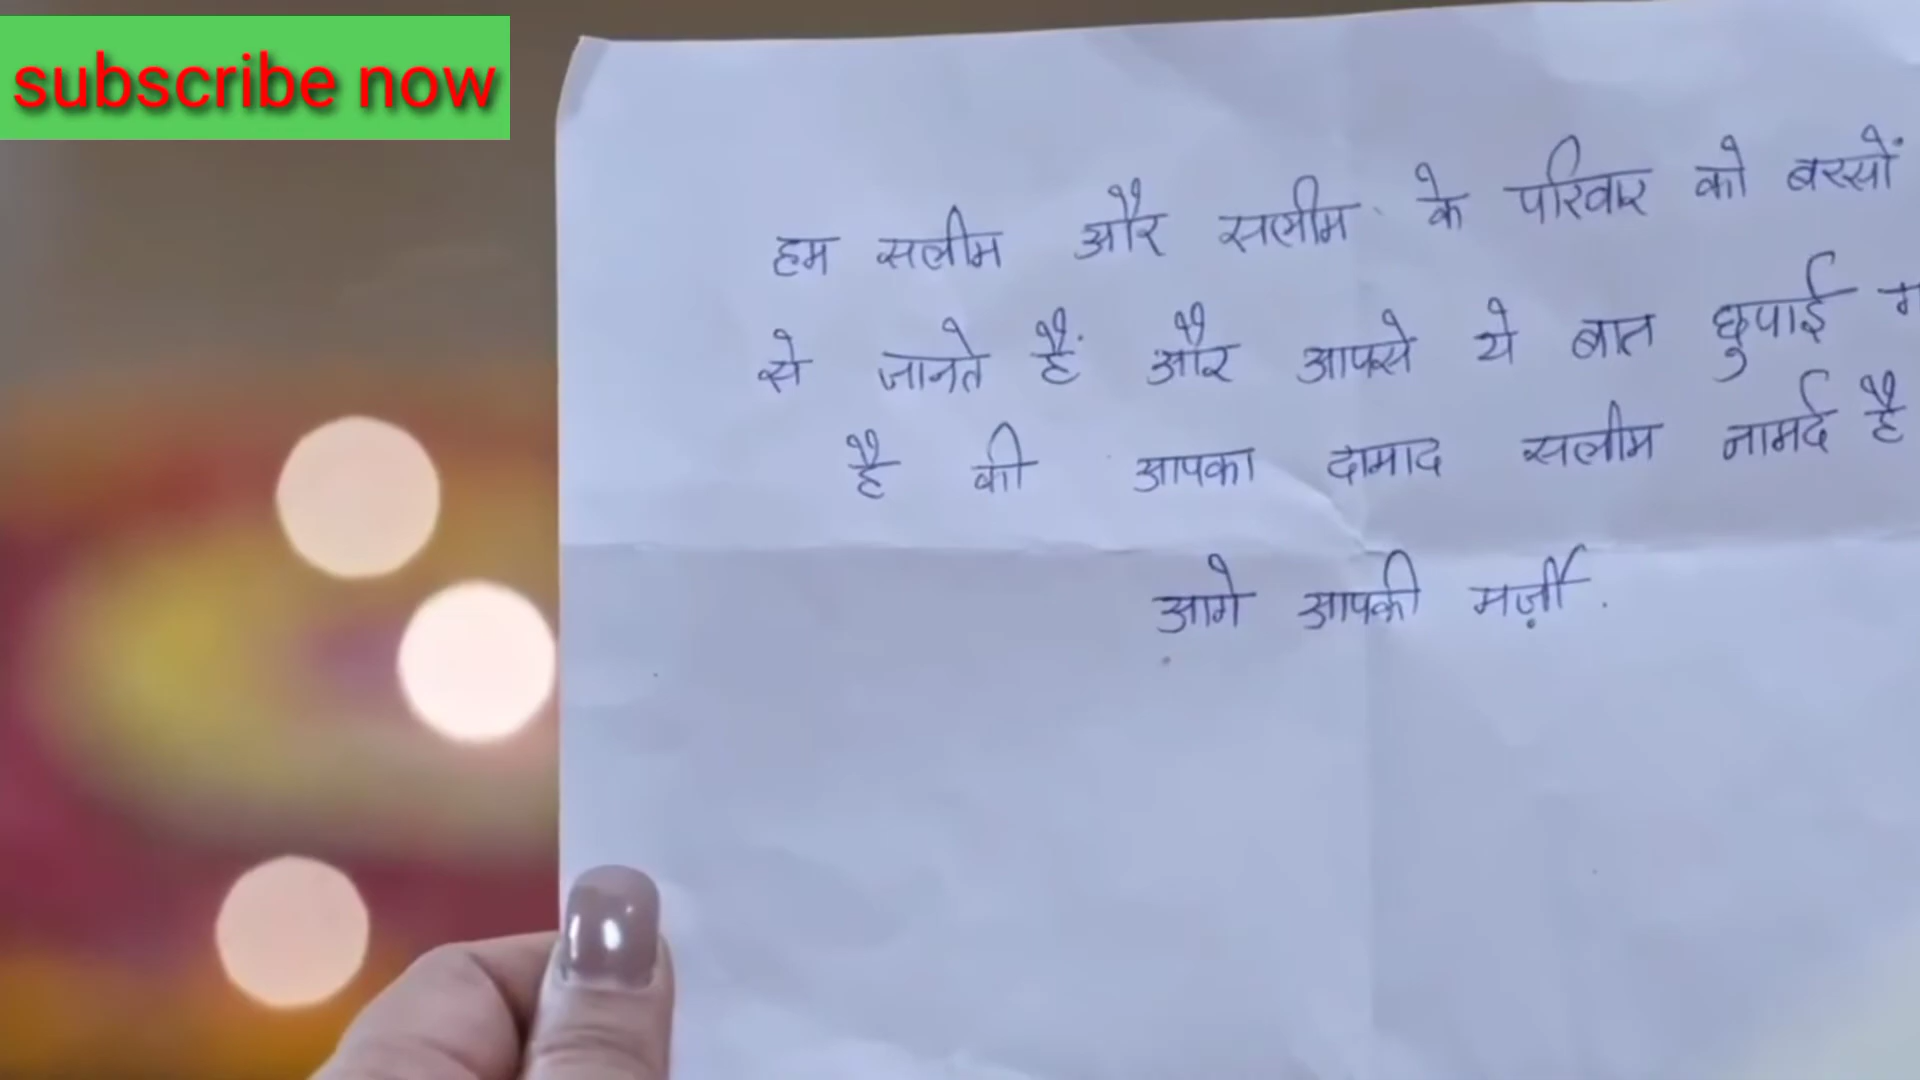 subscribe now
हम सलीम और सलीम के परिवार को बरसों
से जानते हैं और आपसे ये बात छुपाई
है की आपका दामाद सलीम नामर्द है
आगे आपकी मर्ज़ी.